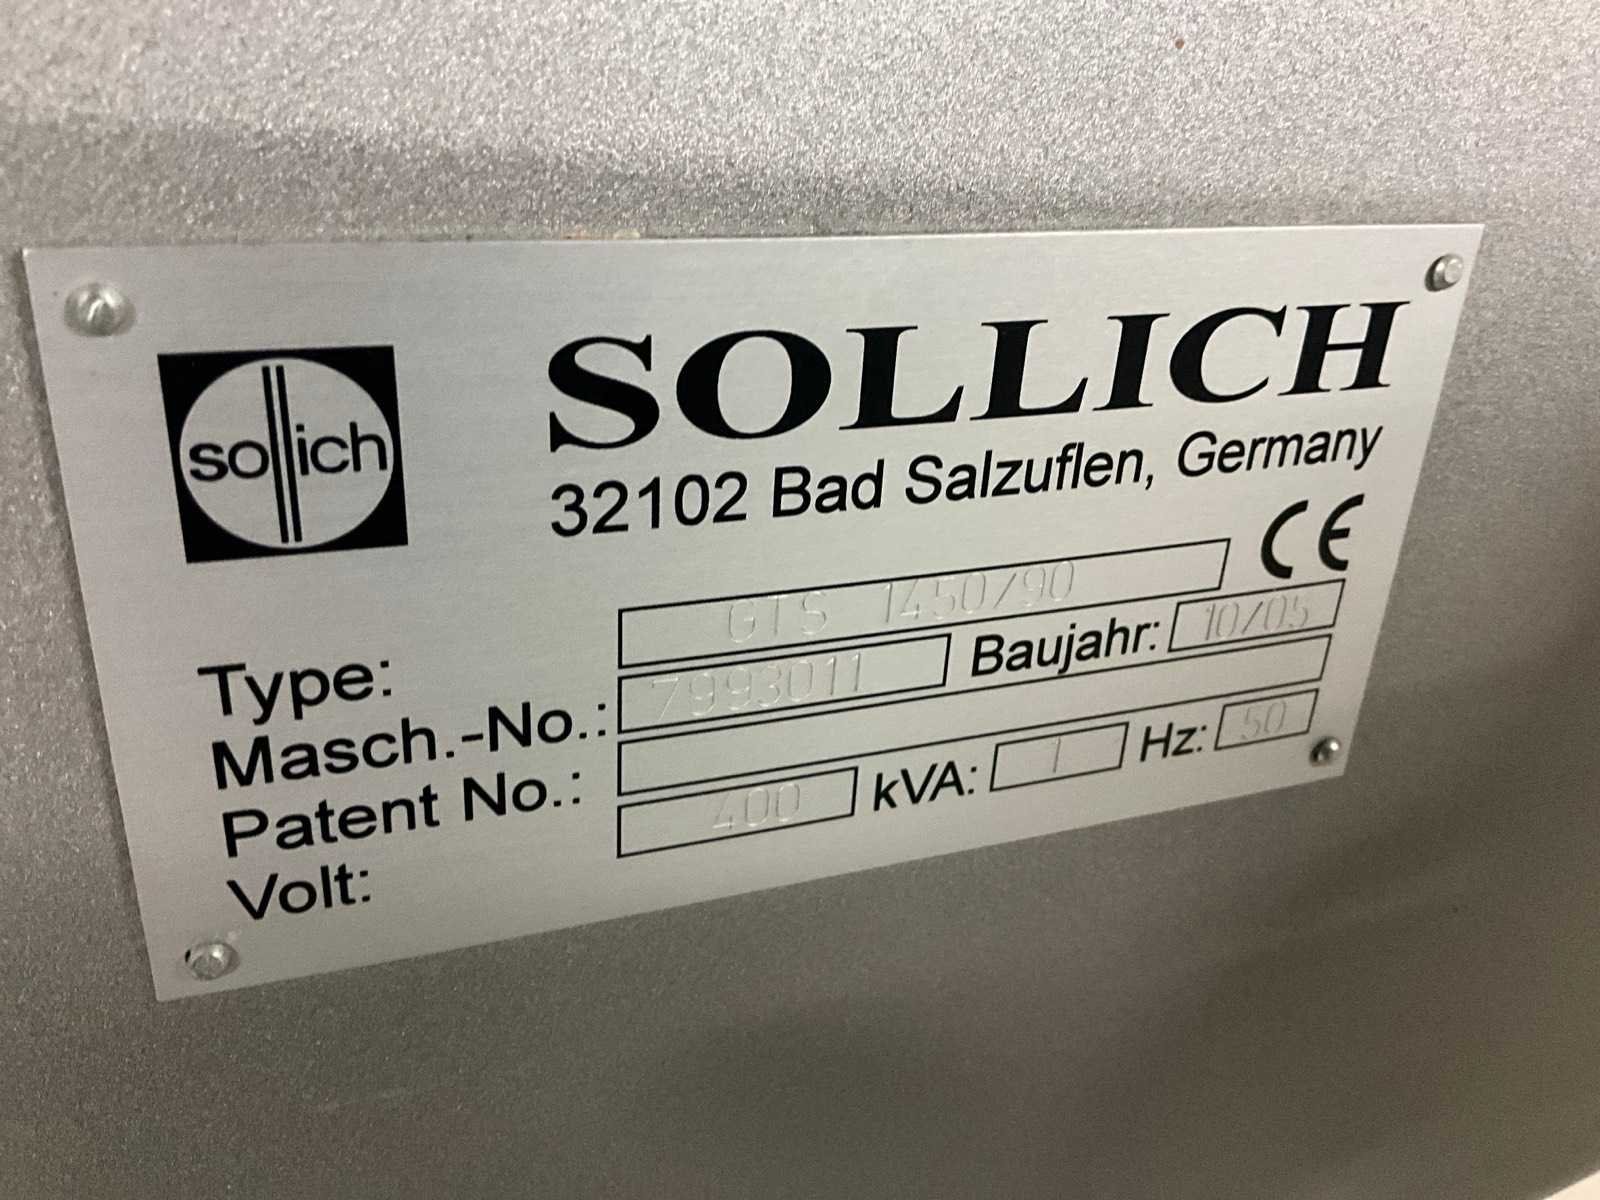 sollich
SOLLICH
32102 Bad Salzuflen, Germany
CE
Type: GTS 1450/90
Masch.-No.: 7993011 Baujahr: 10/05
Patent No.:
Volt: 400 kVA: 1 Hz: 50